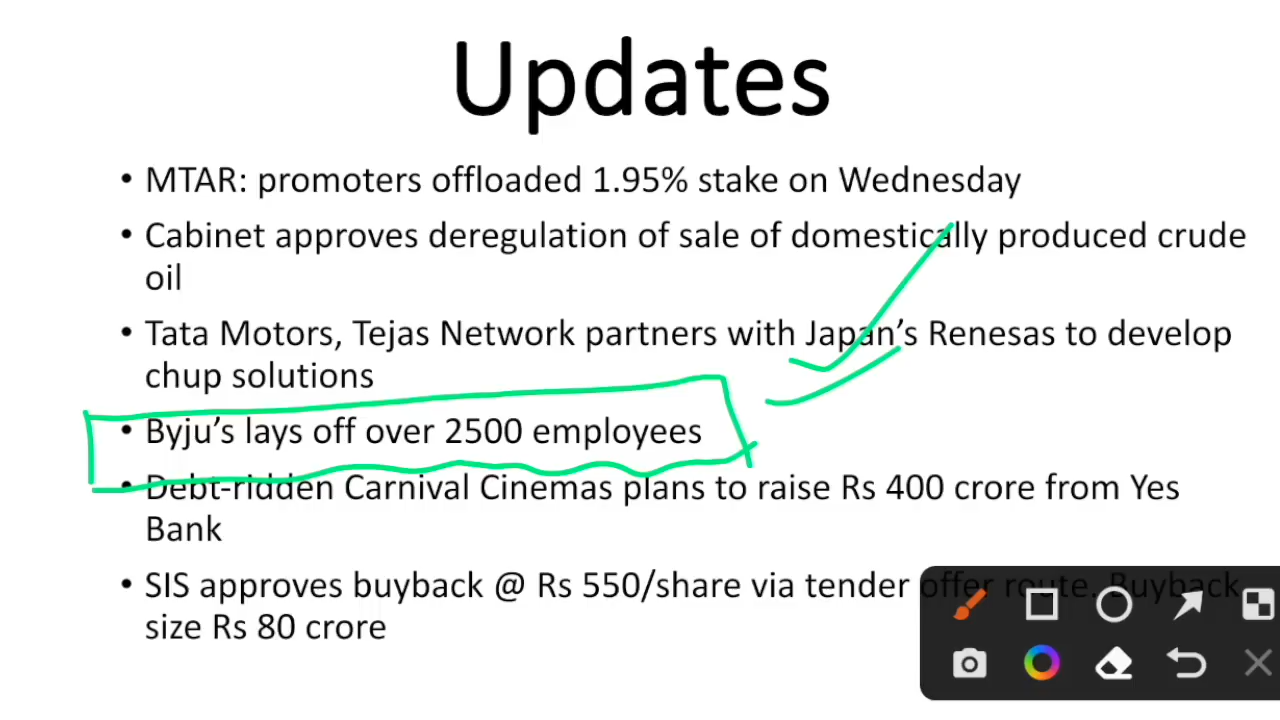 Updates
• MTAR: promoters offloaded 1.95% stake on Wednesday
• Cabinet approves deregulation of sale of domestically produced crude
oil
• Tata Motors, Tejas Network partners with Japan’s Renesas to develop
chup solutions
• Byju’s lays off over 2500 employees
• Debt-ridden Carnival Cinemas plans to raise Rs 400 crore from Yes
Bank
• SIS approves buyback @ Rs 550/share via tender offer route. Buyback
size Rs 80 crore